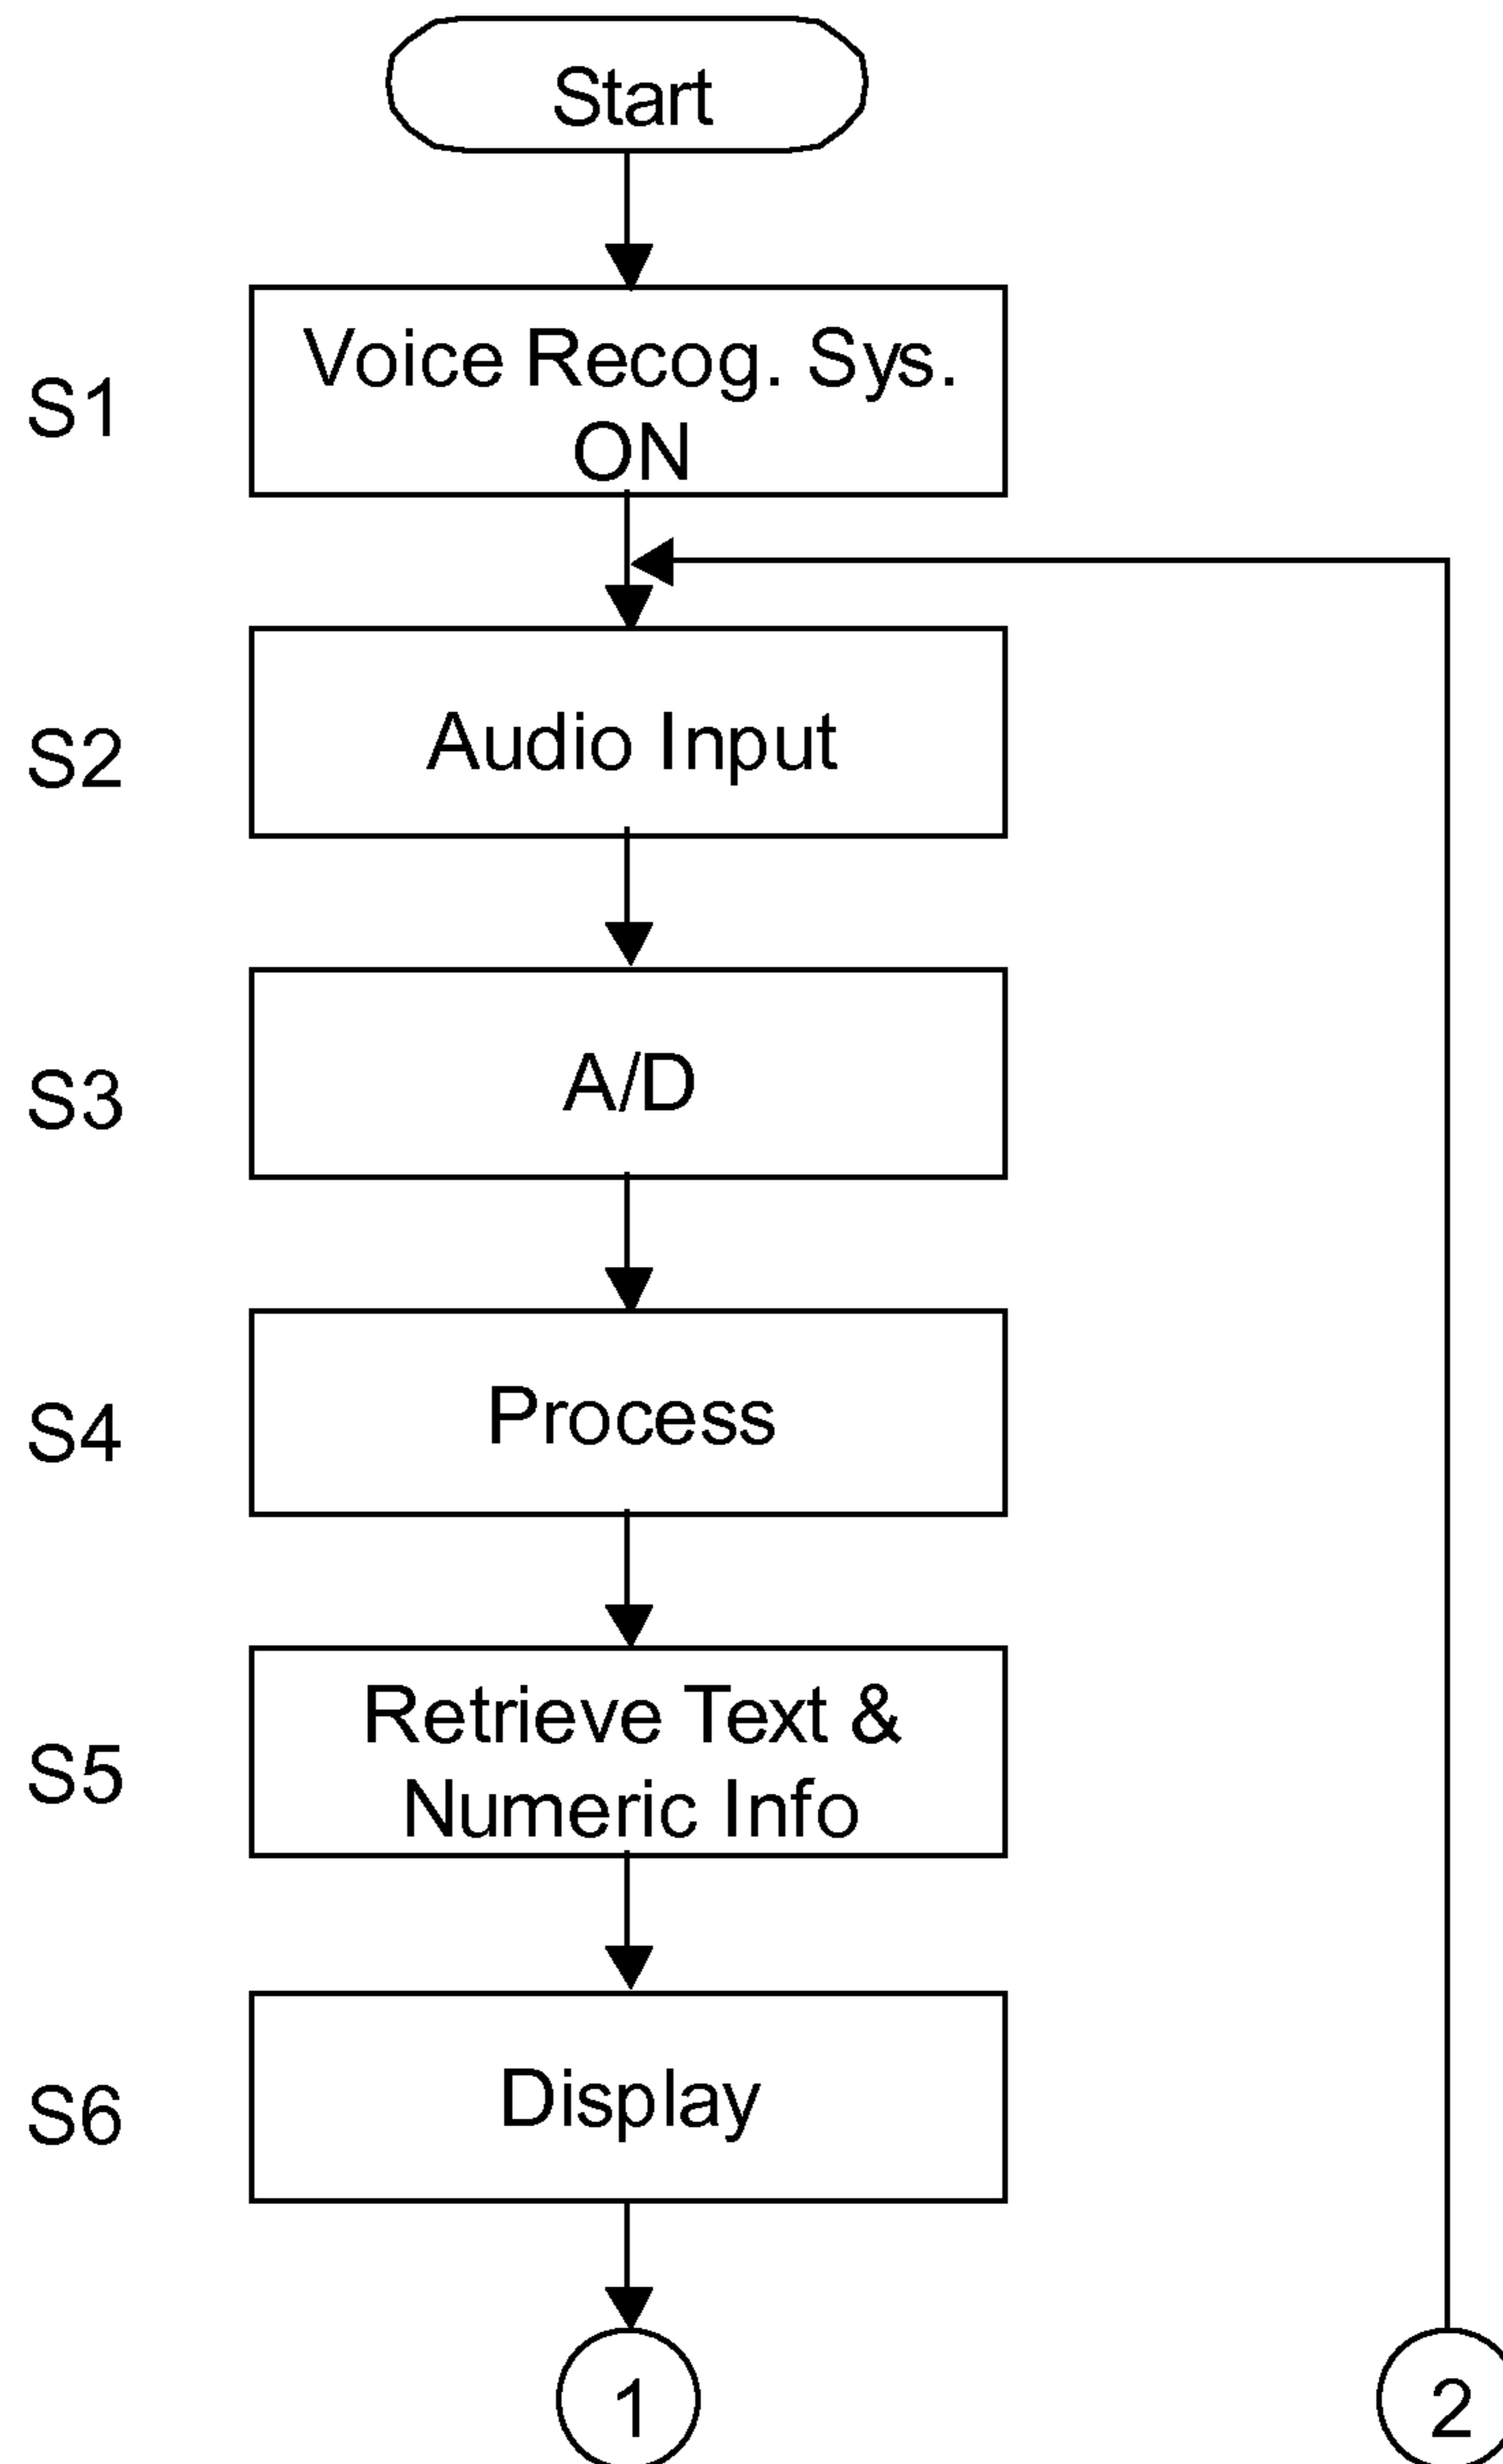 Start
S1
Voice Recog. Sys.
ON
S2
Audio Input
S3
A/D
S4
Process
S5
Retrieve Text &
Numeric Info
S6
Display
1
2